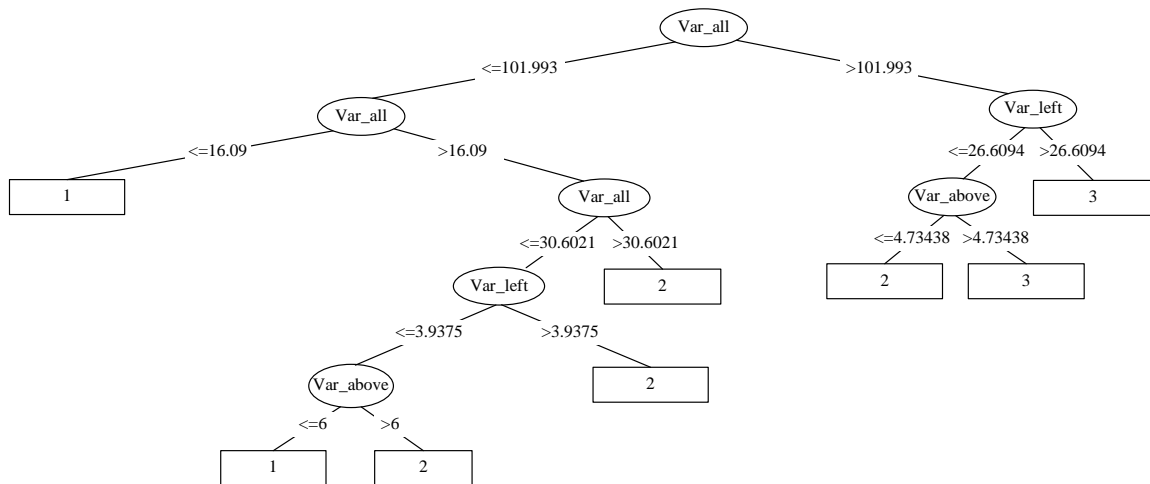 Var_all
<=101.993 >101.993
Var_all Var_left
<=16.09 >16.09 <=26.6094 >26.6094
1 Var_all Var_above 3
<=30.6021 >30.6021 <=4.73438 >4.73438
Var_left 2 2 3
<=3.9375 >3.9375
Var_above 2
<=6 >6
1 2